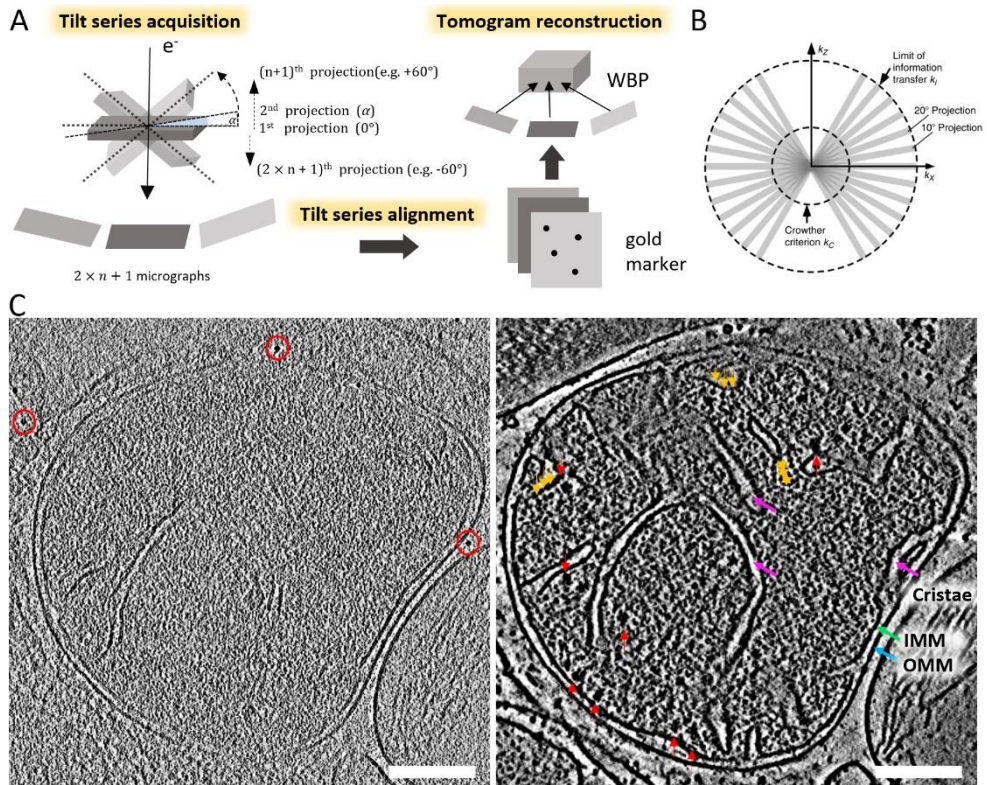 A
Tilt series acquisition
e-
(n+1)th projection(e.g. +60°)
2nd projection (α)
1st projection (0°)
α
(2 × n + 1)th projection (e.g. -60°)
2 × n + 1 micrographs
Tilt series alignment
Tomogram reconstruction
WBP
gold
marker
B
kZ
Limit of
information
transfer kI
20° Projection
10° Projection
kX
Crowther
criterion kC
C
Cristae
IMM
OMM